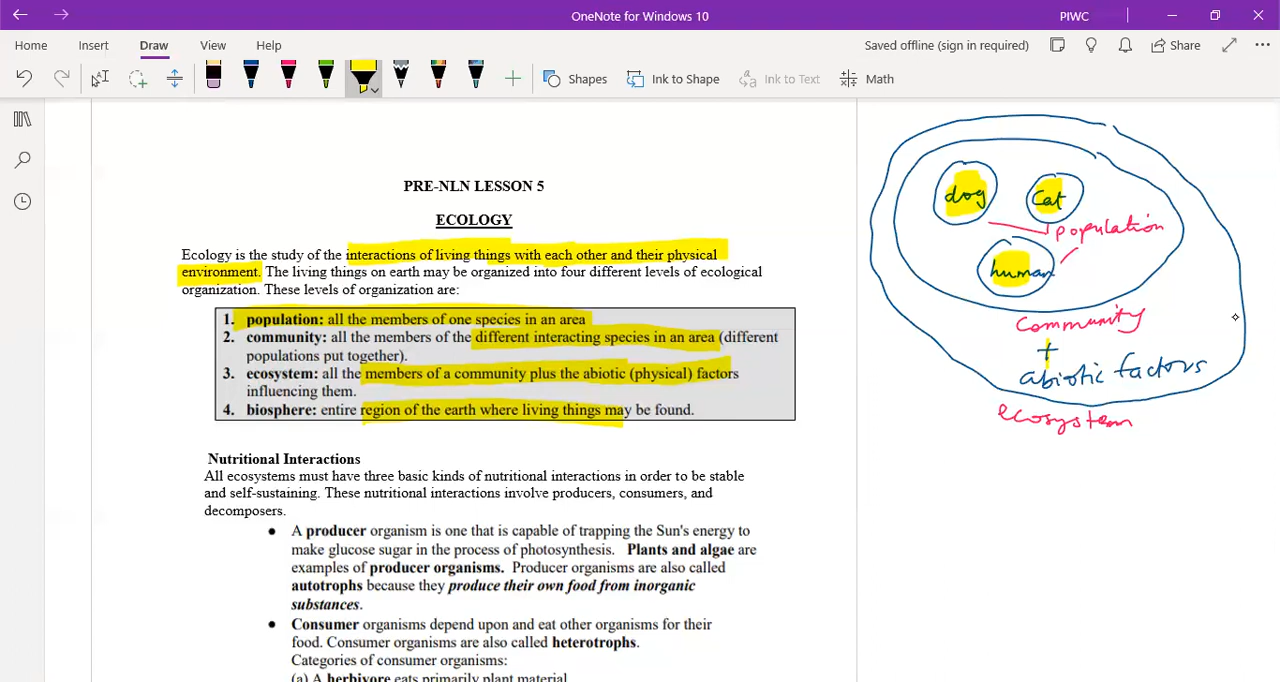 OneNote for Windows 10
PIWC
Home Insert Draw View Help
Saved offline (sign in required)
Share
Shapes
Ink to Shape
Ink to Text
Math
PRE-NLN LESSON 5
ECOLOGY
Ecology is the study of the interactions of living things with each other and their physical
environment. The living things on earth may be organized into four different levels of ecological
organization. These levels of organization are:
1. population: all the members of one species in an area
2. community: all the members of the different interacting species in an area (different
populations put together).
3. ecosystem: all the members of a community plus the abiotic (physical) factors
influencing them.
4. biosphere: entire region of the earth where living things may be found.
Nutritional Interactions
All ecosystems must have three basic kinds of nutritional interactions in order to be stable
and self-sustaining. These nutritional interactions involve producers, consumers, and
decomposers.
● A producer organism is one that is capable of trapping the Sun's energy to
make glucose sugar in the process of photosynthesis. Plants and algae are
examples of producer organisms. Producer organisms are also called
autotrophs because they produce their own food from inorganic
substances.
● Consumer organisms depend upon and eat other organisms for their
food. Consumer organisms are also called heterotrophs.
Categories of consumer organisms:
(a) A herbivore eats primarily plant material
dog
Cat
population
human
Community
+
abiotic factors
ecosystem